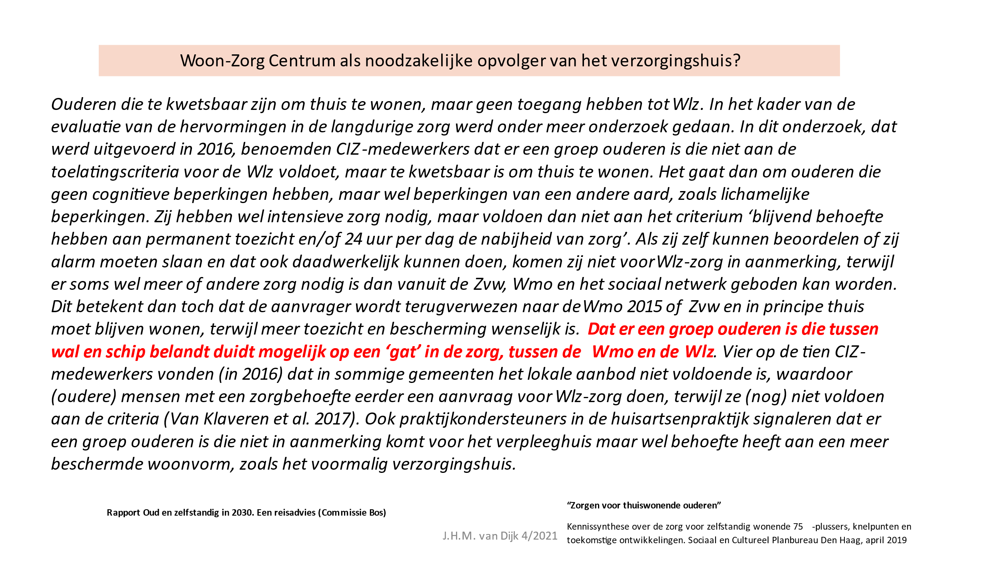 Woon-Zorg Centrum als noodzakelijke opvolger van het verzorgingshuis?
Ouderen die te kwetsbaar zijn om thuis te wonen, maar geen toegang hebben tot Wlz. In het kader van de
evaluatie van de hervormingen in de langdurige zorg werd onder meer onderzoek gedaan. In dit onderzoek, dat
werd uitgevoerd in 2016, benoemden CIZ-medewerkers dat er een groep ouderen is die niet aan de
toelatingscriteria voor de Wlz voldoet, maar te kwetsbaar is om thuis te wonen. Het gaat dan om ouderen die
geen cognitieve beperkingen hebben, maar wel beperkingen van een andere aard, zoals lichamelijke
beperkingen. Zij hebben wel intensieve zorg nodig, maar voldoen dan niet aan het criterium ‘blijvend behoefte
hebben aan permanent toezicht en/of 24 uur per dag de nabijheid van zorg’. Als zij zelf kunnen beoordelen of zij
alarm moeten slaan en dat ook daadwerkelijk kunnen doen, komen zij niet voor Wlz-zorg in aanmerking, terwijl
er soms wel meer of andere zorg nodig is dan vanuit de Zvw, Wmo en het sociaal netwerk geboden kan worden.
Dit betekent dan toch dat de aanvrager wordt terugverwezen naar de Wmo 2015 of Zvw en in principe thuis
moet blijven wonen, terwijl meer toezicht en bescherming wenselijk is. Dat er een groep ouderen is die tussen
wal en schip belandt duidt mogelijk op een ‘gat’ in de zorg, tussen de Wmo en de Wlz. Vier op de tien CIZ-
medewerkers vonden (in 2016) dat in sommige gemeenten het lokale aanbod niet voldoende is, waardoor
(oudere) mensen met een zorgbehoefte eerder een aanvraag voor Wlz-zorg doen, terwijl ze (nog) niet voldoen
aan de criteria (Van Klaveren et al. 2017). Ook praktijkondersteuners in de huisartsenpraktijk signaleren dat er
een groep ouderen is die niet in aanmerking komt voor het verpleeghuis maar wel behoefte heeft aan een meer
beschermde woonvorm, zoals het voormalig verzorgingshuis.
Rapport Oud en zelfstandig in 2030. Een reisadvies (Commissie Bos)
J.H.M. van Dijk 4/2021
“Zorgen voor thuiswonende ouderen”
Kennissynthese over de zorg voor zelfstandig wonende 75 -plussers, knelpunten en
toekomstige ontwikkelingen. Sociaal en Cultureel Planbureau Den Haag, april 2019